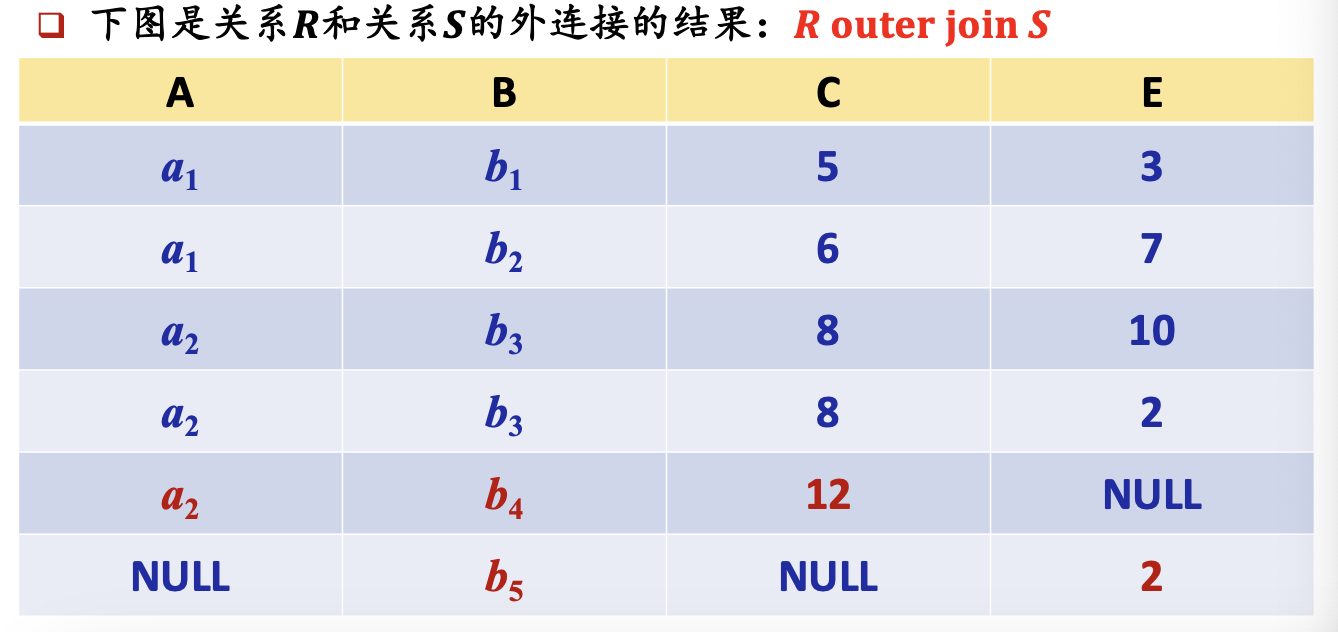 下图是关系R和关系S的外连接的结果：R outer join S
A B C E
a1 b1 5 3
a1 b2 6 7
a2 b3 8 10
a2 b3 8 2
a2 b4 12 NULL
NULL b5 NULL 2